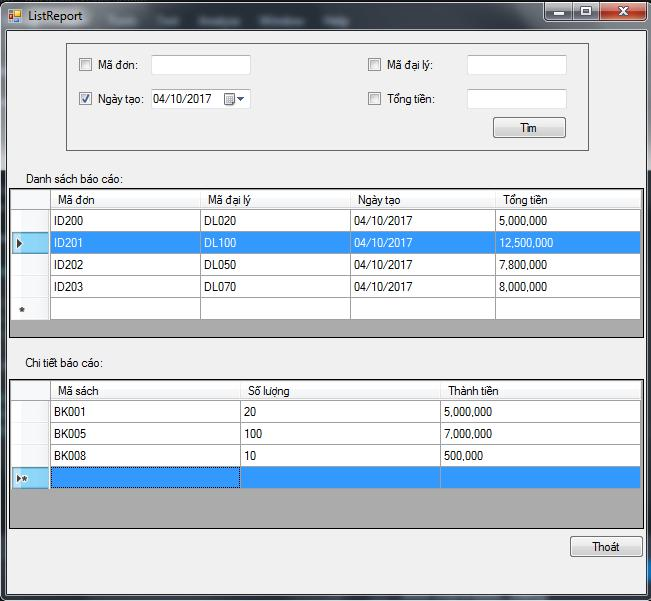 ListReport
Mã đơn:
Mã đại lý:
Ngày tạo: 04/10/2017
Tổng tiền:
Tìm
Danh sách báo cáo:
Mã đơn Mã đại lý Ngày tạo Tổng tiền
ID200 DL020 04/10/2017 5,000,000
ID201 DL100 04/10/2017 12,500,000
ID202 DL050 04/10/2017 7,800,000
ID203 DL070 04/10/2017 8,000,000
Chi tiết báo cáo:
Mã sách Số lượng Thành tiền
BK001 20 5,000,000
BK005 100 7,000,000
BK008 10 500,000
Thoát